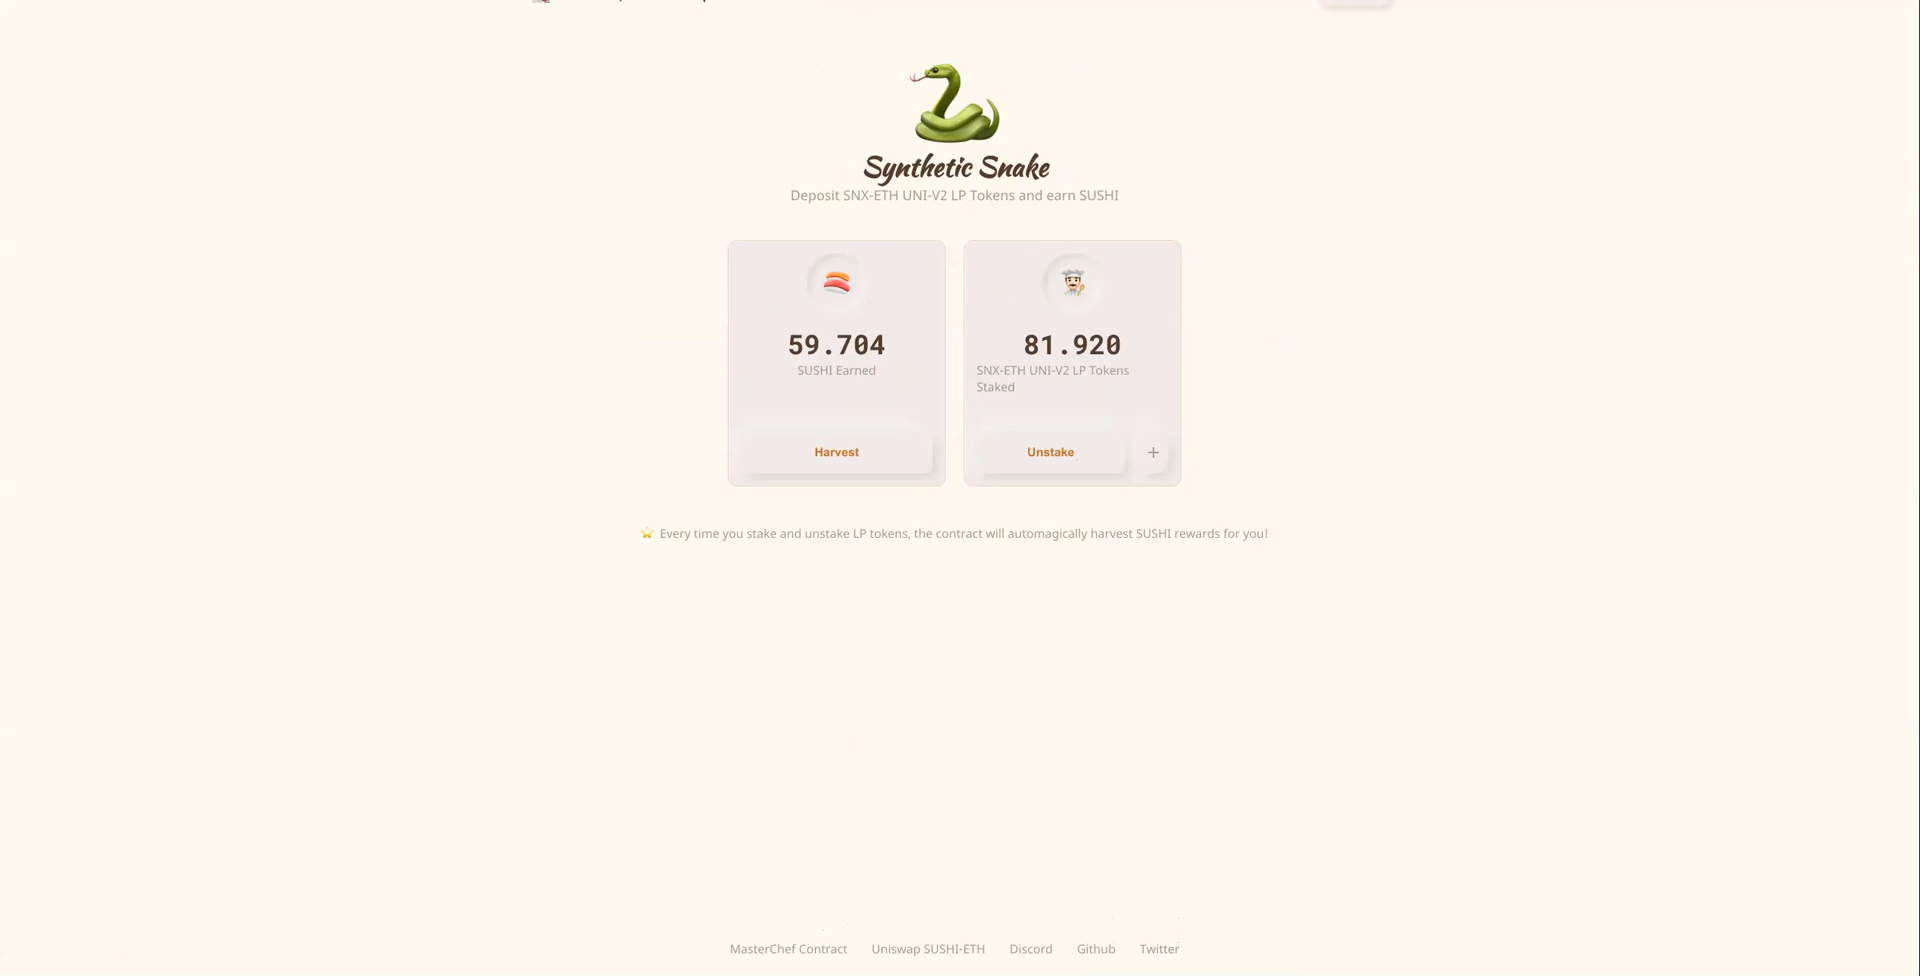 Synthetic Snake
Deposit SNX-ETH UNI-V2 LP Tokens and earn SUSHI
59.704
SUSHI Earned
Harvest
81.920
SNX-ETH UNI-V2 LP Tokens
Staked
Unstake
+
Every time you stake and unstake LP tokens, the contract will automagically harvest SUSHI rewards for you!
MasterChef Contract
Uniswap SUSHI-ETH
Discord
Github
Twitter